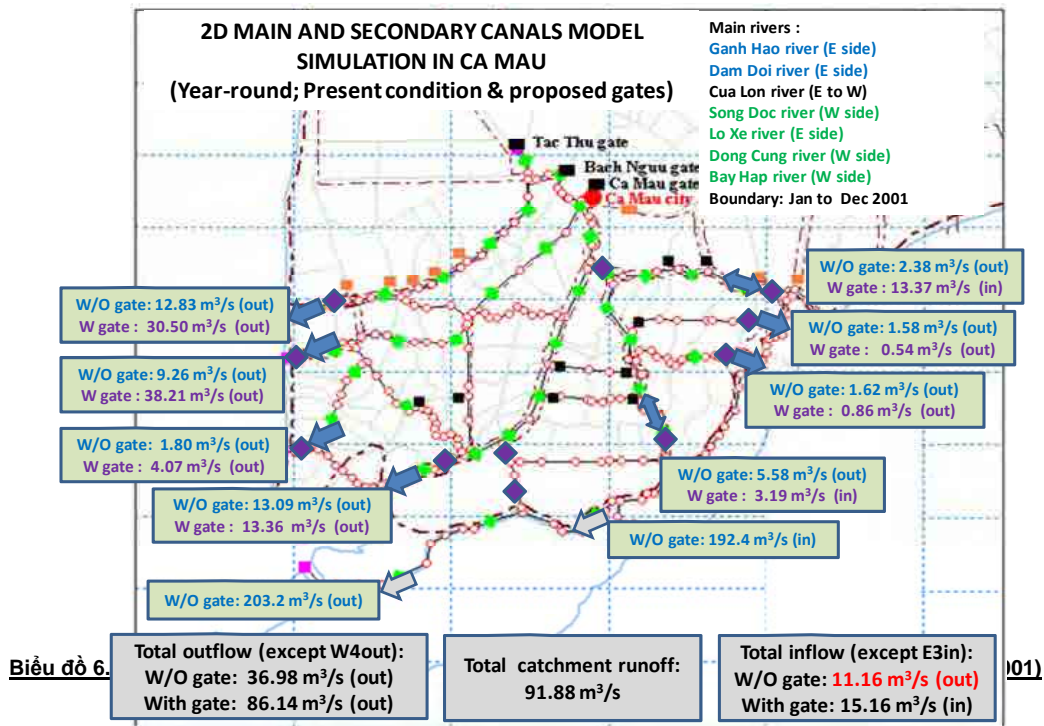 2D MAIN AND SECONDARY CANALS MODEL
SIMULATION IN CA MAU
(Year-round; Present condition & proposed gates)
Main rivers :
Ganh Hao river (E side)
Dam Doi river (E side)
Cua Lon river (E to W)
Song Doc river (W side)
Lo Xe river (E side)
Dong Cung river (W side)
Bay Hap river (W side)
Boundary: Jan to Dec 2001
Tac Thu gate
Bach Nguu gate
Ca Mau gate
Ca Mau city
W/O gate: 2.38 m³/s (out)
W gate : 13.37 m³/s (in)
W/O gate: 12.83 m³/s (out)
W gate : 30.50 m³/s (out)
W/O gate: 1.58 m³/s (out)
W gate : 0.54 m³/s (out)
W/O gate: 9.26 m³/s (out)
W gate : 38.21 m³/s (out)
W/O gate: 1.62 m³/s (out)
W gate : 0.86 m³/s (out)
W/O gate: 1.80 m³/s (out)
W gate : 4.07 m³/s (out)
W/O gate: 5.58 m³/s (out)
W gate : 3.19 m³/s (in)
W/O gate: 13.09 m³/s (out)
W gate : 13.36 m³/s (out)
W/O gate: 192.4 m³/s (in)
W/O gate: 203.2 m³/s (out)
Total outflow (except W4out):
W/O gate: 36.98 m³/s (out)
With gate: 86.14 m³/s (out)
Total catchment runoff:
91.88 m³/s
Total inflow (except E3in):
W/O gate: 11.16 m³/s (out)
With gate: 15.16 m³/s (in)
Biểu đồ 6. 001)